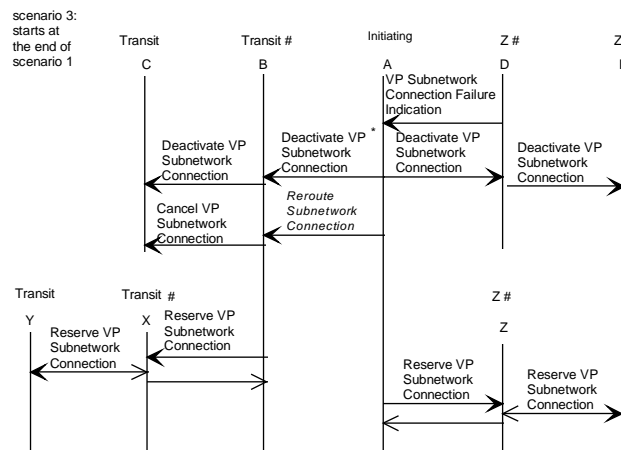 scenario 3:
starts at
the end of
scenario 1
Transit
Transit #
Initiating
Z #
Z
C
B
A
D
VP Subnetwork
Connection Failure
Indication
Deactivate VP
Subnetwork
Connection
Deactivate VP *
Subnetwork
Connection
Deactivate VP
Subnetwork
Connection
Deactivate VP
Subnetwork
Connection
Cancel VP
Subnetwork
Connection
Reroute
Subnetwork
Connection
Transit
Transit #
Z #
Y
X
Z
Reserve VP
Subnetwork
Connection
Reserve VP
Subnetwork
Connection
Reserve VP
Subnetwork
Connection
Reserve VP
Subnetwork
Connection